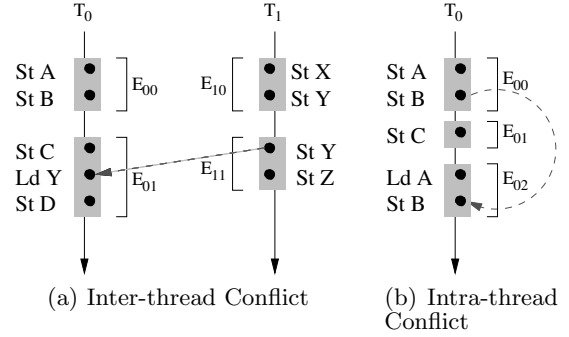 T0 T1 T0
St A E00 E10 St X St A E00
St B St Y St B
St C E01
St C St Y
Ld Y E01 E11 St Z Ld A E02
St D St B
(a) Inter-thread Conflict (b) Intra-thread
Conflict